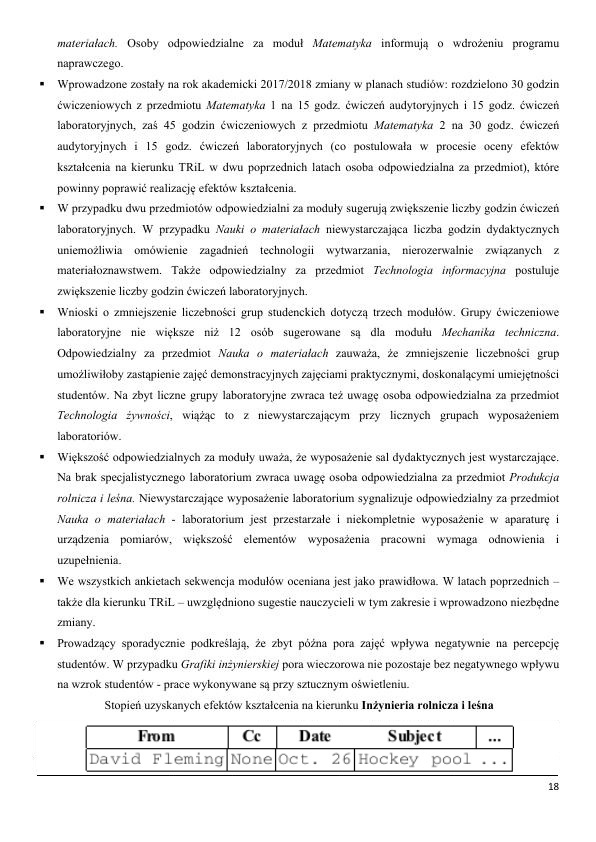 materiałach. Osoby odpowiedzialne za moduł Matematyka informują o wdrożeniu programu
naprawczego.
▪ Wprowadzone zostały na rok akademicki 2017/2018 zmiany w planach studiów: rozdzielono 30 godzin
ćwiczeniowych z przedmiotu Matematyka 1 na 15 godz. ćwiczeń audytoryjnych i 15 godz. ćwiczeń
laboratoryjnych, zaś 45 godzin ćwiczeniowych z przedmiotu Matematyka 2 na 30 godz. ćwiczeń
audytoryjnych i 15 godz. ćwiczeń laboratoryjnych (co postulowała w procesie oceny efektów
kształcenia na kierunku TRiL w dwu poprzednich latach osoba odpowiedzialna za przedmiot), które
powinny poprawić realizację efektów kształcenia.
▪ W przypadku dwu przedmiotów odpowiedzialni za moduły sugerują zwiększenie liczby godzin ćwiczeń
laboratoryjnych. W przypadku Nauki o materiałach niewystarczająca liczba godzin dydaktycznych
uniemożliwia omówienie zagadnień technologii wytwarzania, nierozerwalnie związanych z
materiałoznawstwem. Także odpowiedzialny za przedmiot Technologia informacyjna postuluje
zwiększenie liczby godzin ćwiczeń laboratoryjnych.
▪ Wnioski o zmniejszenie liczebności grup studenckich dotyczą trzech modułów. Grupy ćwiczeniowe
laboratoryjne nie większe niż 12 osób sugerowane są dla modułu Mechanika techniczna.
Odpowiedzialny za przedmiot Nauka o materiałach zauważa, że zmniejszenie liczebności grup
umożliwiłoby zastąpienie zajęć demonstracyjnych zajęciami praktycznymi, doskonalącymi umiejętności
studentów. Na zbyt liczne grupy laboratoryjne zwraca też uwagę osoba odpowiedzialna za przedmiot
Technologia żywności, wiążąc to z niewystarczającym przy licznych grupach wyposażeniem
laboratoriów.
▪ Większość odpowiedzialnych za moduły uważa, że wyposażenie sal dydaktycznych jest wystarczające.
Na brak specjalistycznego laboratorium zwraca uwagę osoba odpowiedzialna za przedmiot Produkcja
rolnicza i leśna. Niewystarczające wyposażenie laboratorium sygnalizuje odpowiedzialny za przedmiot
Nauka o materiałach - laboratorium jest przestarzałe i niekompletnie wyposażenie w aparaturę i
urządzenia pomiarów, większość elementów wyposażenia pracowni wymaga odnowienia i
uzupełnienia.
▪ We wszystkich ankietach sekwencja modułów oceniana jest jako prawidłowa. W latach poprzednich –
także dla kierunku TRiL – uwzględniono sugestie nauczycieli w tym zakresie i wprowadzono niezbędne
zmiany.
▪ Prowadzący sporadycznie podkreślają, że zbyt późna pora zajęć wpływa negatywnie na percepcję
studentów. W przypadku Grafiki inżynierskiej pora wieczorowa nie pozostaje bez negatywnego wpływu
na wzrok studentów - prace wykonywane są przy sztucznym oświetleniu.
Stopień uzyskanych efektów kształcenia na kierunku Inżynieria rolnicza i leśna
From Cc Date Subject ...
David Fleming None Oct. 26 Hockey pool ...
18